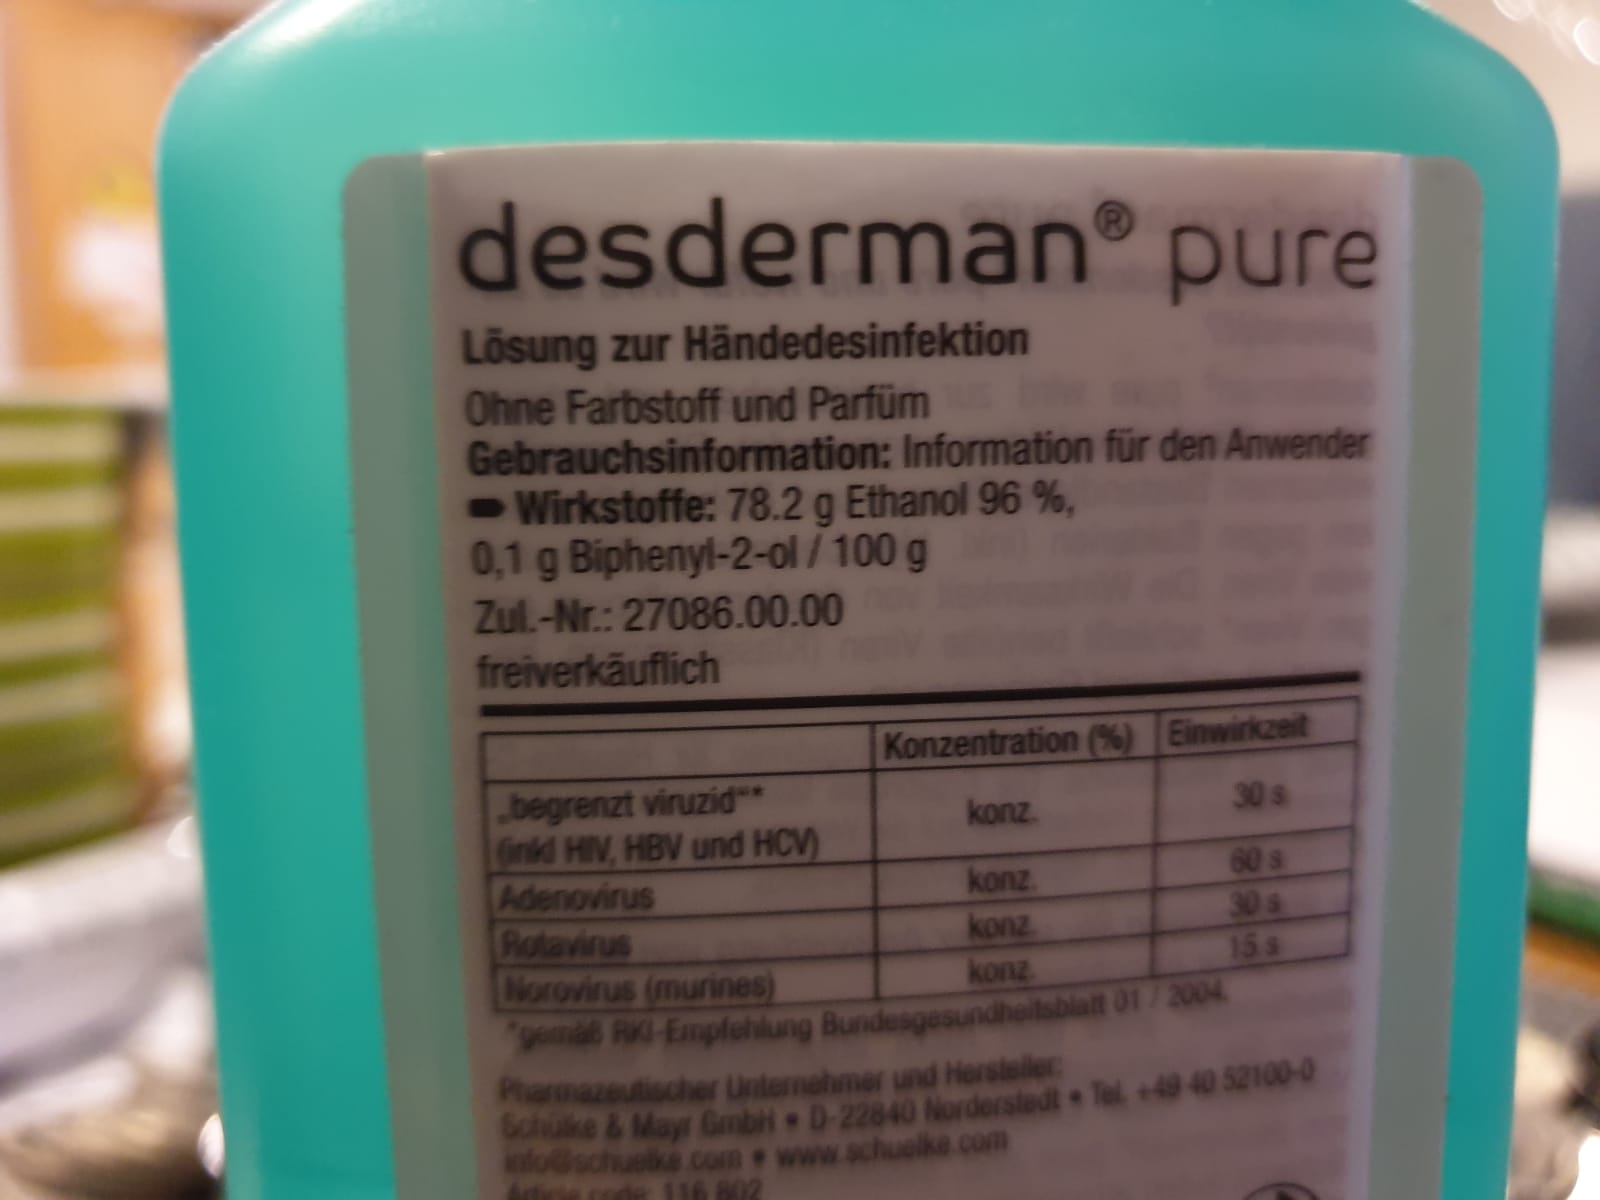 desderman® pure
Lösung zur Händedesinfektion
Ohne Farbstoff und Parfüm
Gebrauchsinformation: Information für den Anwender
Wirkstoffe: 78.2 g Ethanol 96 %,
0,1 g Biphenyl-2-ol / 100 g
Zul.-Nr.: 27086.00.00
freiverkäuflich
Konzentration (%) Einwirkzeit
„begrenzt viruzid“* konz. 30 s
(inkl HIV, HBV und HCV)
Adenovirus konz. 60 s
Rotavirus konz. 30 s
Norovirus (murines) konz. 15 s
*gemäß RKI-Empfehlung Bundesgesundheitsblatt 01 / 2004.
Pharmazeutischer Unternehmer und Hersteller:
Schülke & Mayr GmbH • D-22840 Norderstedt • Tel. +49 40 52100-0
info@schuelke.com • www.schuelke.com
Article code: 116 802